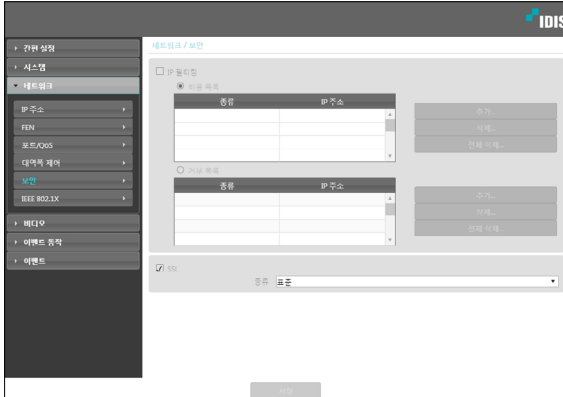 IDIS
간편 설정
네트워크 / 보안
시스템
네트워크
IP 주소
FEN
포트/QoS
대역폭 제어
보안
IEEE 802.1X
비디오
이벤트 동작
이벤트
IP 필터링
허용 목록
종류 IP 주소
추가...
삭제...
전체 삭제...
거부 목록
종류 IP 주소
추가...
삭제...
전체 삭제...
SSL
종류 표준